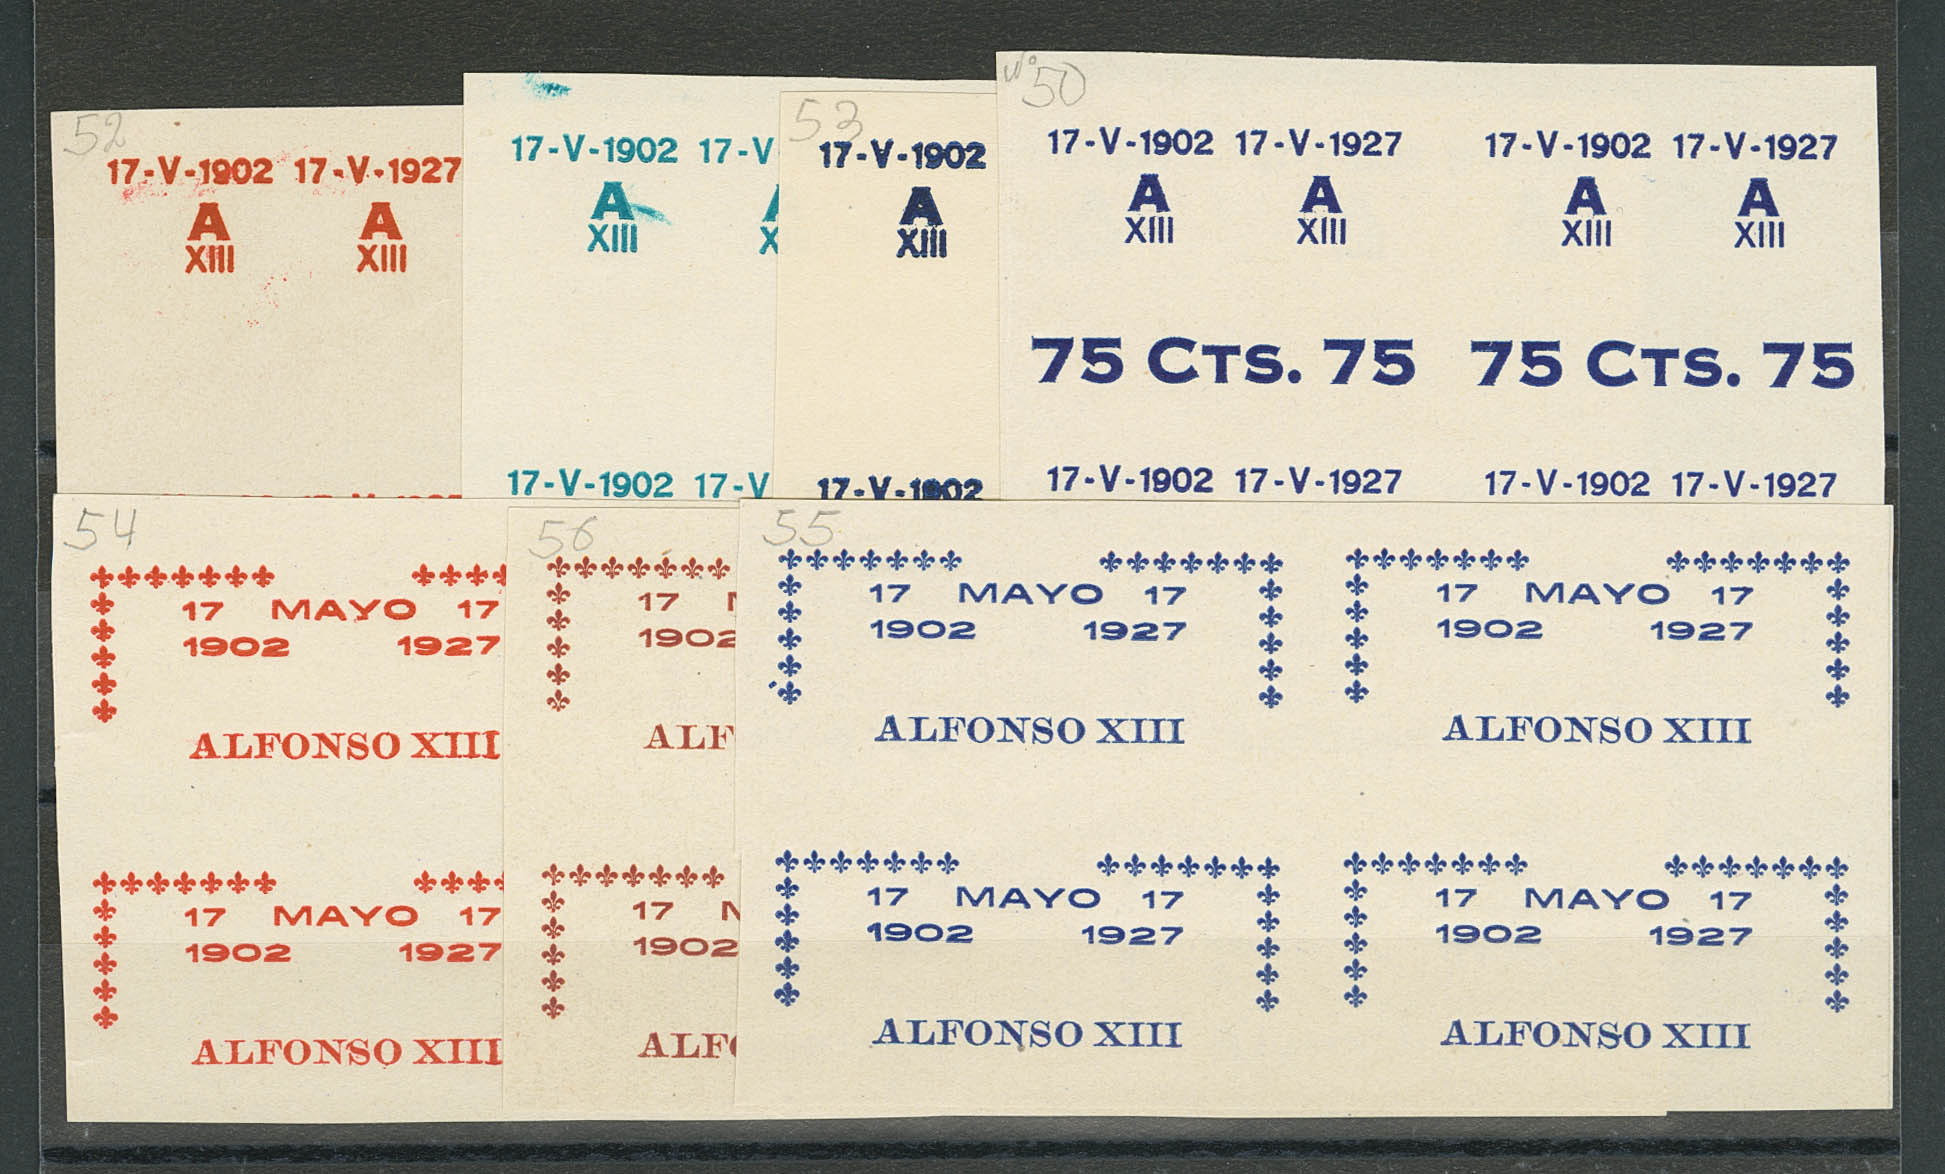 52
17-V-1902 17-V-1927
A A
XIII XIII
17-V-1902 17-V
A
XIII
17-V-1902 17-V
53
17-V-1902
A
XIII
17-V-1902
Nº 50
17-V-1902 17-V-1927 17-V-1902 17-V-1927
A A A A
XIII XIII XIII XIII
75 CTS. 75 75 CTS. 75
17-V-1902 17-V-1927 17-V-1902 17-V-1927
54
17 MAYO 17
1902 1927
ALFONSO XIII
17 MAYO 17
1902 1927
ALFONSO XIII
56
17
1902
ALF
17
1902
ALF
55
17 MAYO 17 17 MAYO 17
1902 1927 1902 1927
ALFONSO XIII ALFONSO XIII
17 MAYO 17 17 MAYO 17
1902 1927 1902 1927
ALFONSO XIII ALFONSO XIII